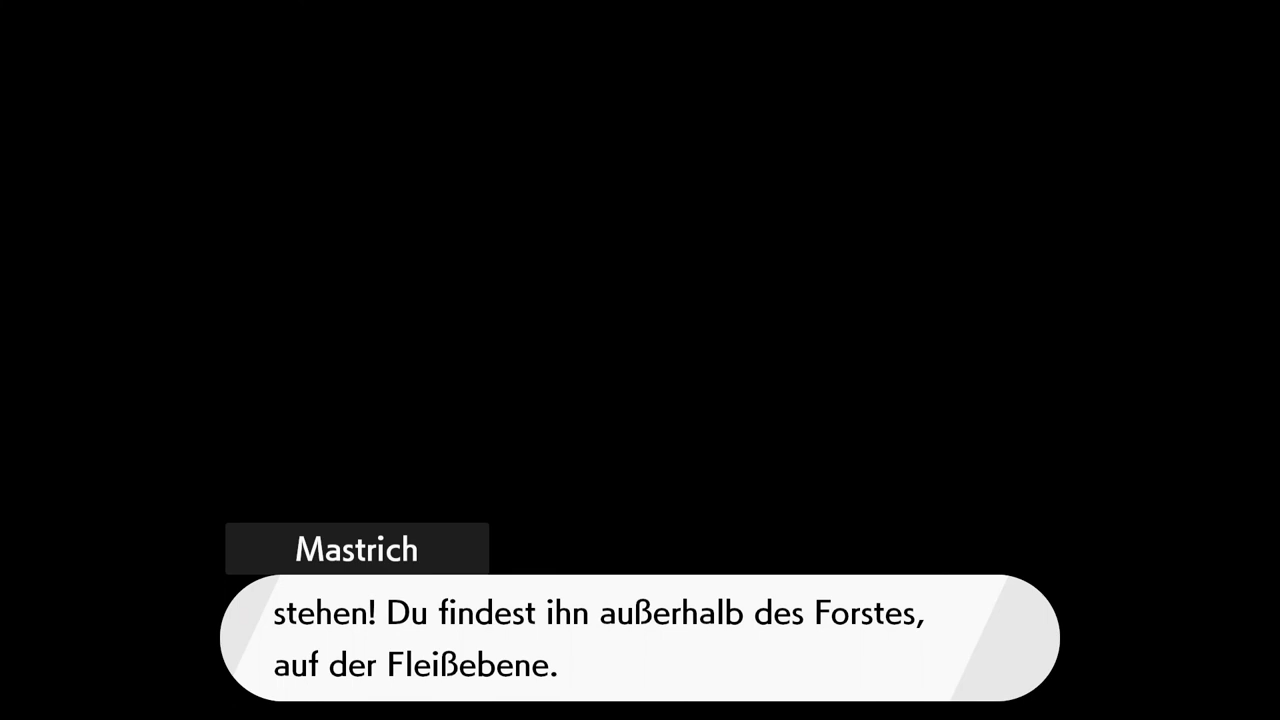 Mastrich
stehen! Du findest ihn außerhalb des Forstes,
auf der Fleißebene.